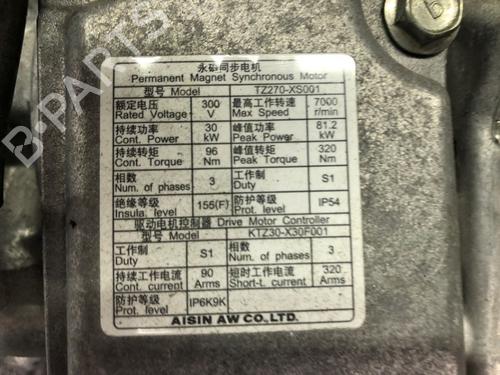 永磁同步电机
Permanent Magnet Synchronous Motor
型号 Model TZ270-XS001
额定电压 300 最高工作转速 7000
Rated Voltage V Max Speed r/min
持续功率 30 峰值功率 81.2
Cont. Power kW Peak Power kW
持续转矩 96 峰值转矩 320
Cont. Torque Nm Peak Torque Nm
相数 3 工作制 S1
Num. of phases Duty
绝缘等级 155(F) 防护等级 IP54
Insula. level Prot. level
驱动电机控制器 Drive Motor Controller
型号 Model KTZ30-X30F001
工作制 S1 相数 3
Duty Num. of phases
持续工作电流 90 短时工作电流 320
Cont. current Arms Short-t. current Arms
防护等级 IP6K9K
Prot. level
AISIN AW CO.,LTD.